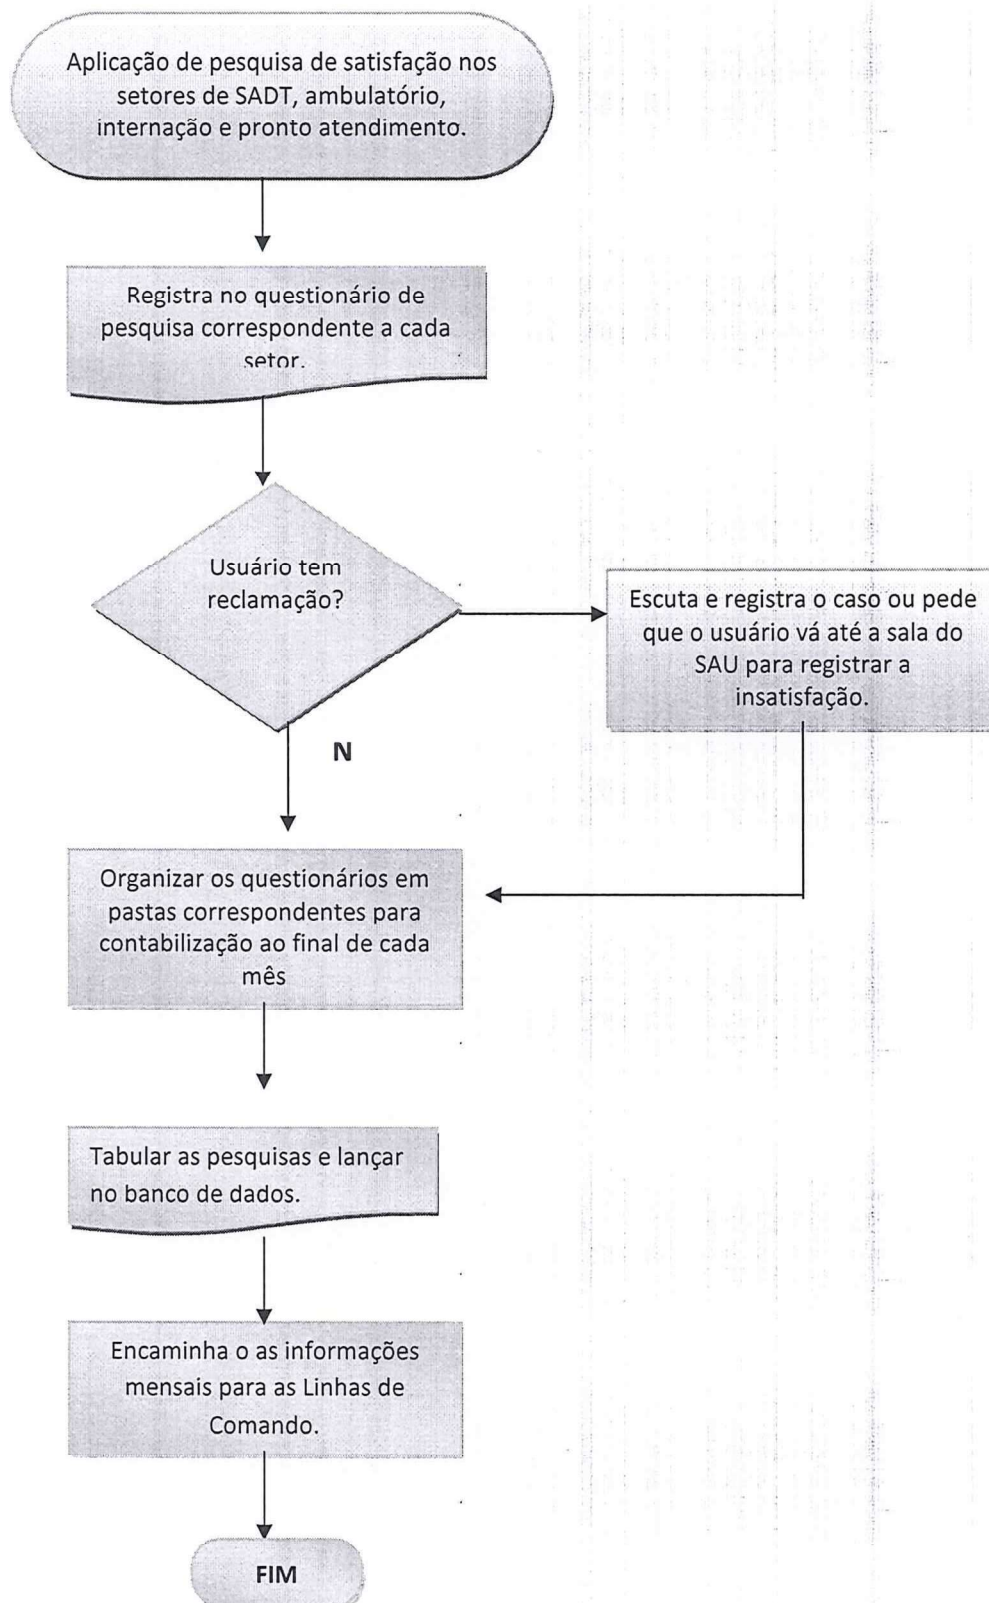 Aplicação de pesquisa de satisfação nos
setores de SADT, ambulatório,
internação e pronto atendimento.
Registra no questionário de
pesquisa correspondente a cada
setor.
Usuário tem
reclamação?
Escuta e registra o caso ou pede
que o usuário vá até a sala do
SAU para registrar a
insatisfação.
N
Organizar os questionários em
pastas correspondentes para
contabilização ao final de cada
mês
Tabular as pesquisas e lançar
no banco de dados.
Encaminha o as informações
mensais para as Linhas de
Comando.
FIM